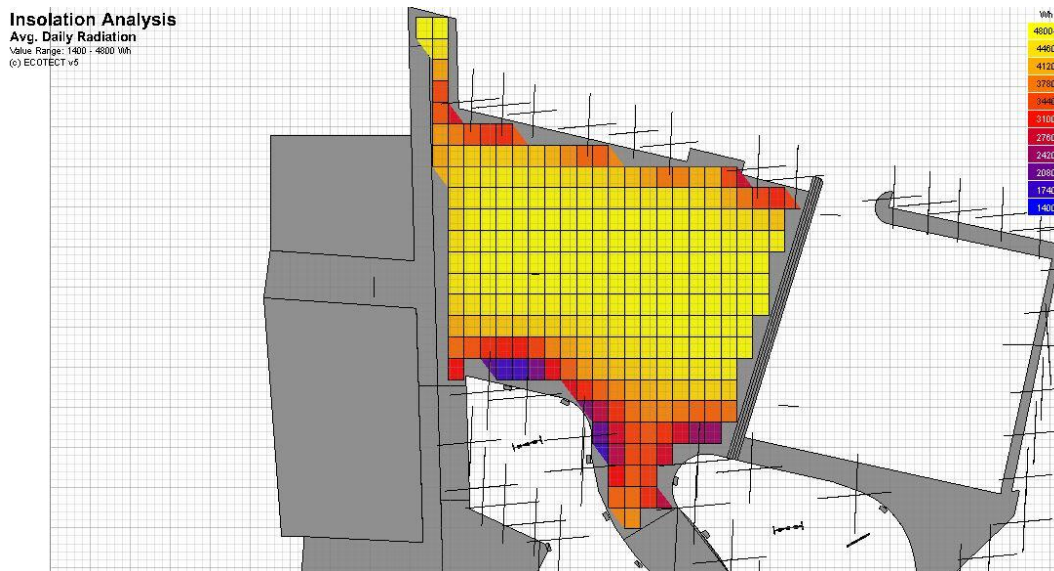 Insolation Analysis
Avg. Daily Radiation
Value Range: 1400 - 4800 Wh
(c) ECOTECT v5
Wh
4800
4460
4120
3780
3440
3100
2760
2420
2080
1740
1400